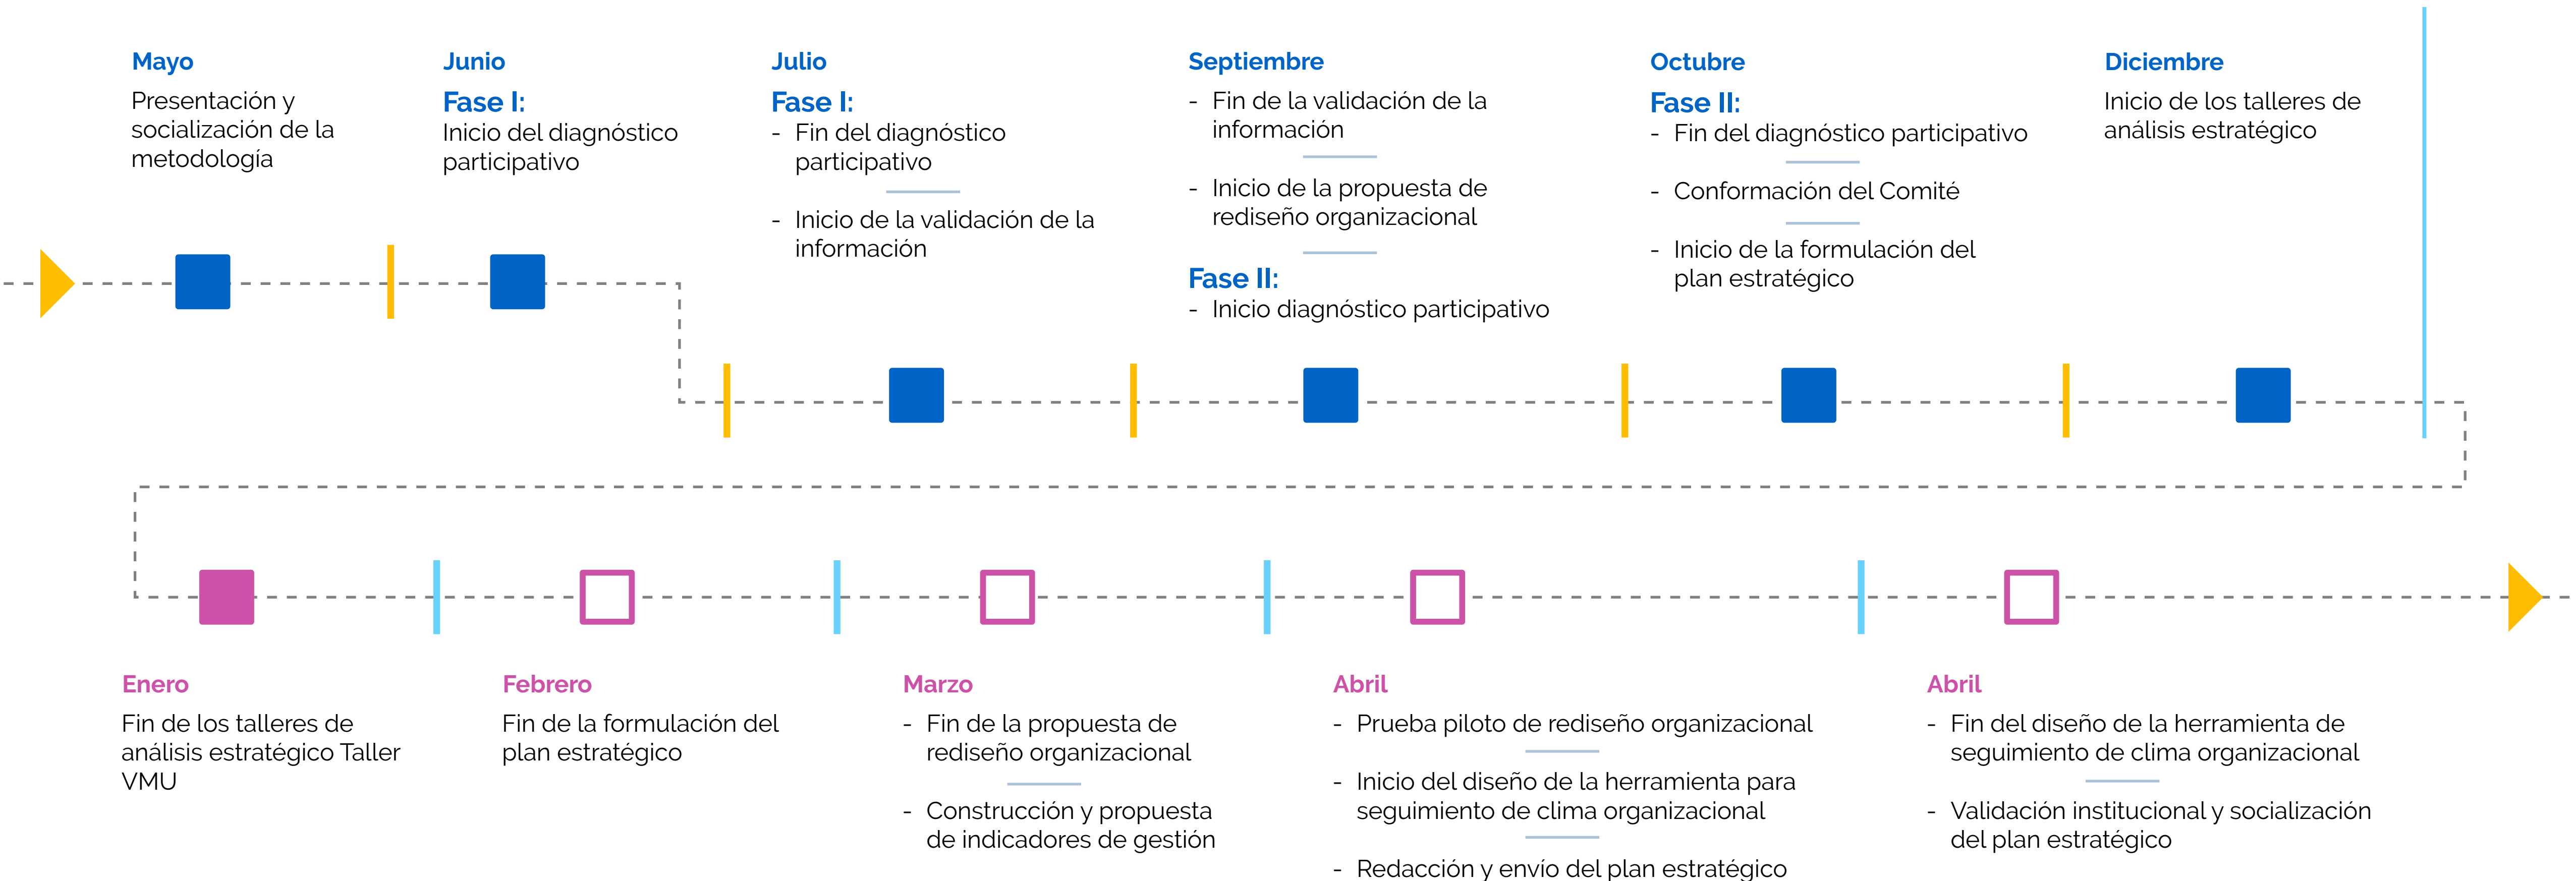 Mayo
Presentación y
socialización de la
metodología
Junio
Fase I:
Inicio del diagnóstico
participativo
Julio
Fase I:
- Fin del diagnóstico
participativo
- Inicio de la validación de la
información
Septiembre
- Fin de la validación de la
información
- Inicio de la propuesta de
rediseño organizacional
Fase II:
- Inicio diagnóstico participativo
Octubre
Fase II:
- Fin del diagnóstico participativo
- Conformación del Comité
- Inicio de la formulación del
plan estratégico
Diciembre
Inicio de los talleres de
análisis estratégico
Enero
Fin de los talleres de
análisis estratégico Taller
VMU
Febrero
Fin de la formulación del
plan estratégico
Marzo
- Fin de la propuesta de
rediseño organizacional
- Construcción y propuesta
de indicadores de gestión
Abril
- Prueba piloto de rediseño organizacional
- Inicio del diseño de la herramienta para
seguimiento de clima organizacional
- Redacción y envío del plan estratégico
Abril
- Fin del diseño de la herramienta de
seguimiento de clima organizacional
- Validación institucional y socialización
del plan estratégico